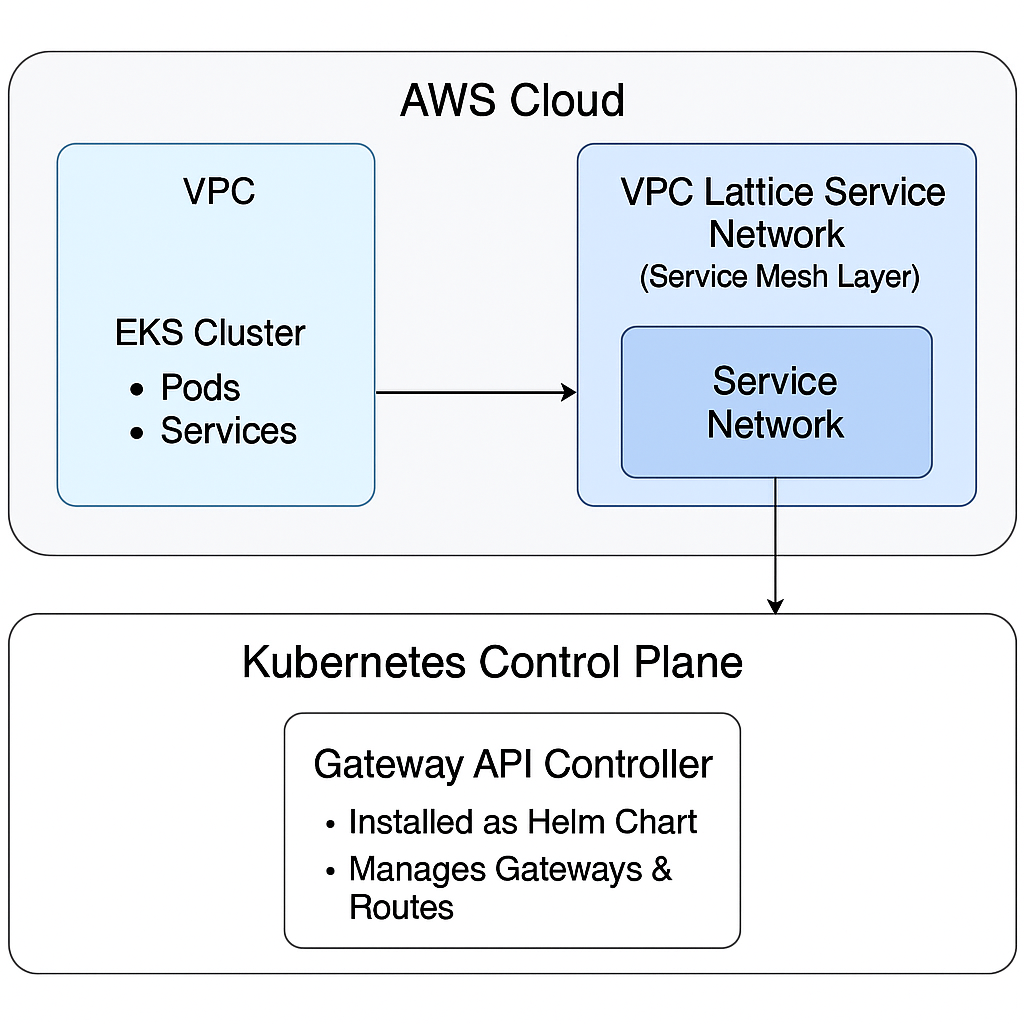 AWS Cloud
VPC
EKS Cluster
• Pods
• Services
VPC Lattice Service
Network
(Service Mesh Layer)
Service
Network
Kubernetes Control Plane
Gateway API Controller
• Installed as Helm Chart
• Manages Gateways &
Routes